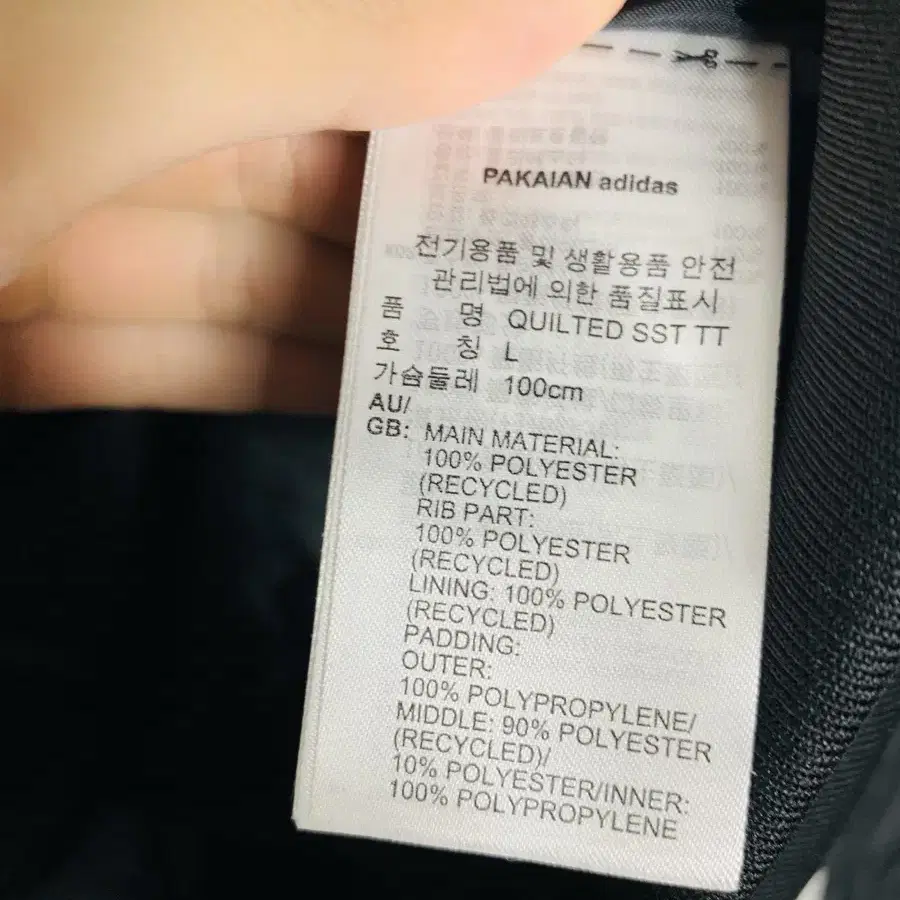 PAKAIAN adidas
전기용품 및 생활용품 안전
관리법에 의한 품질표시
품 명 QUILTED SST TT
호 칭 L
가슴둘레 100cm
AU/
GB: MAIN MATERIAL:
100% POLYESTER
(RECYCLED)
RIB PART:
100% POLYESTER
(RECYCLED)
LINING: 100% POLYESTER
(RECYCLED)
PADDING:
OUTER:
100% POLYPROPYLENE/
MIDDLE: 90% POLYESTER
(RECYCLED)/
10% POLYESTER/INNER:
100% POLYPROPYLENE